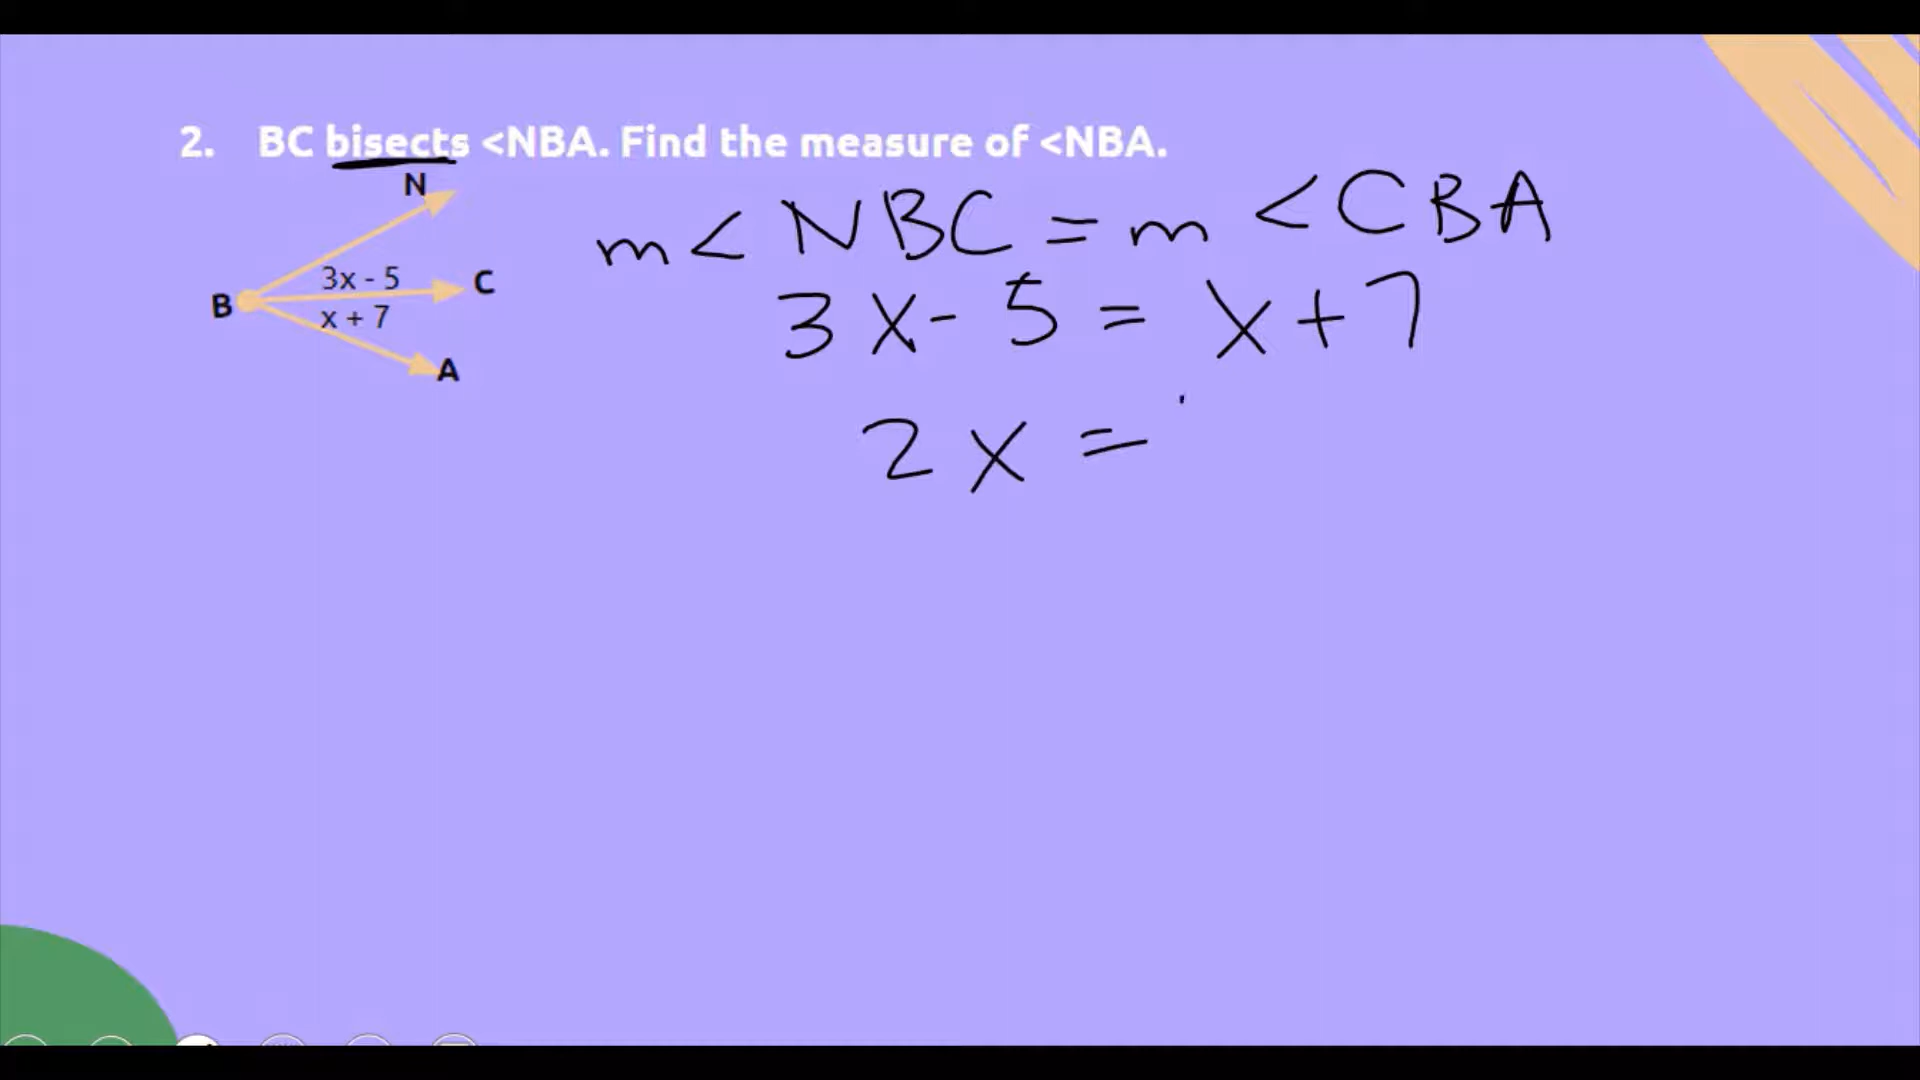 2. BC bisects <NBA. Find the measure of <NBA.
N
3x - 5
C
B
x + 7
A
m < NBC = m < CBA
3x - 5 = x + 7
2x =